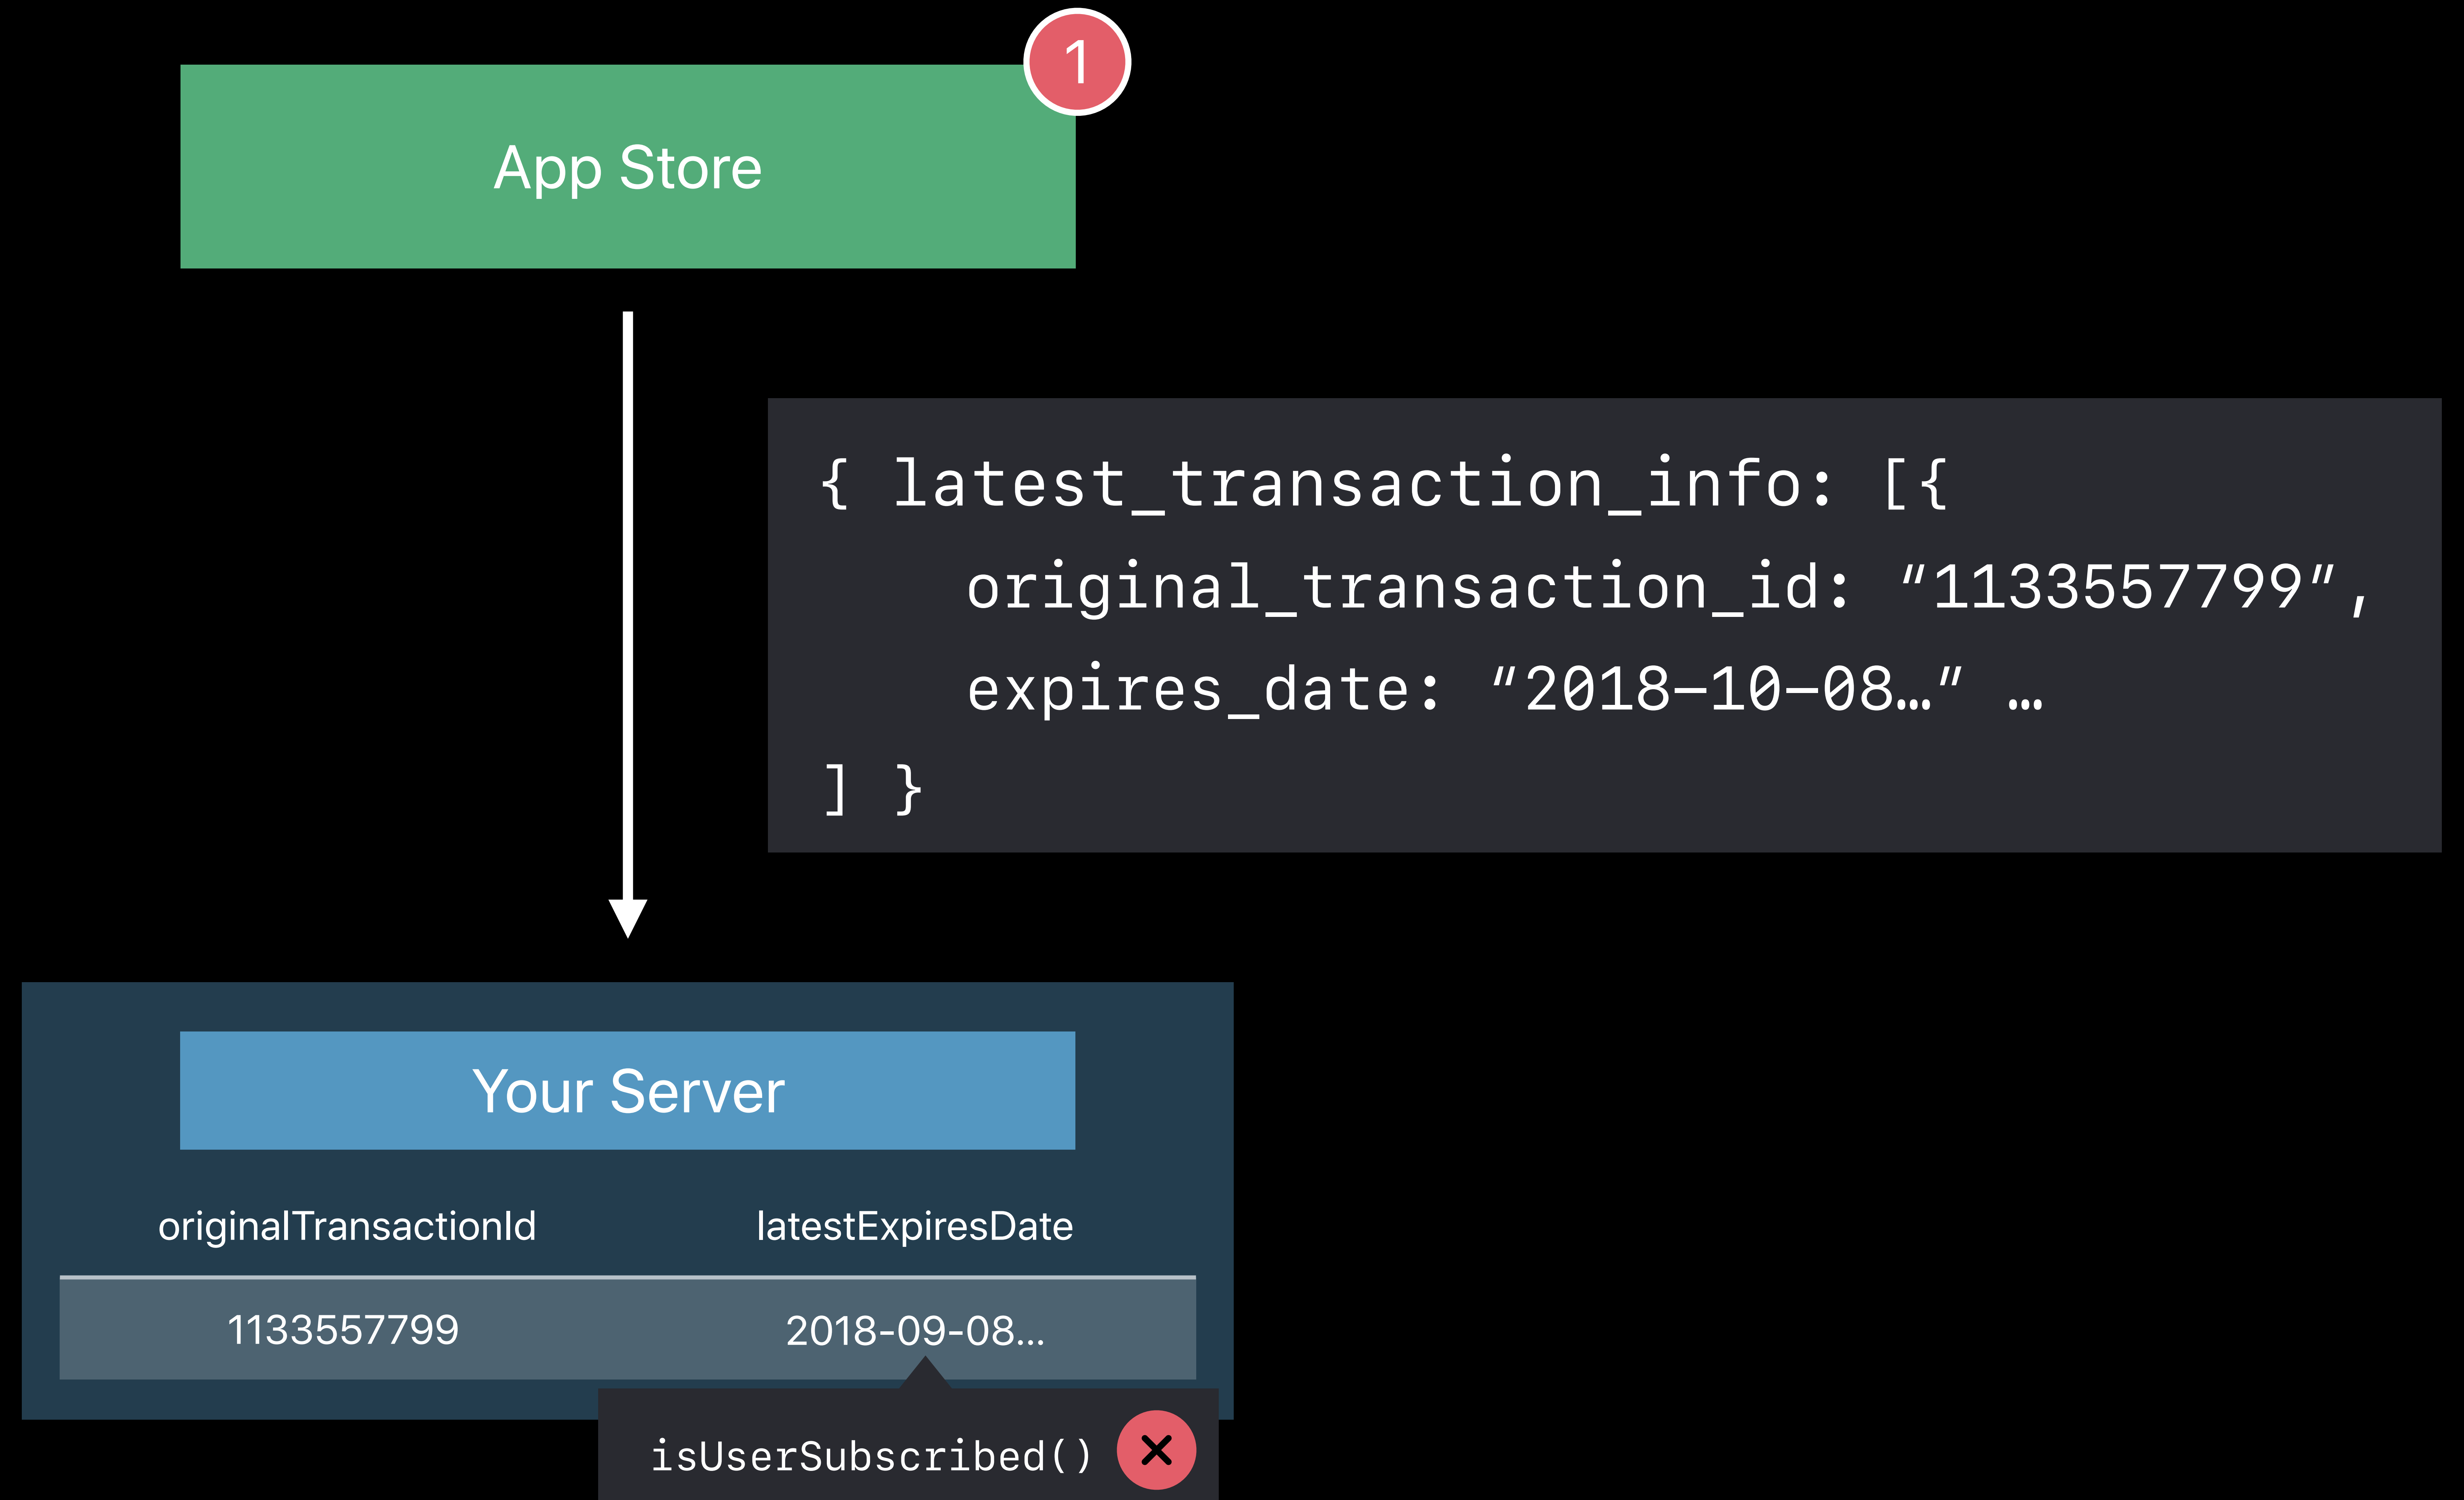 1
App Store
{ latest_transaction_info: [{
original_transaction_id: “1133557799”,
expires_date: “2018-10-08…” …
] }
Your Server
originalTransactionId latestExpiresDate
1133557799 2018-09-08...
isUserSubscribed()